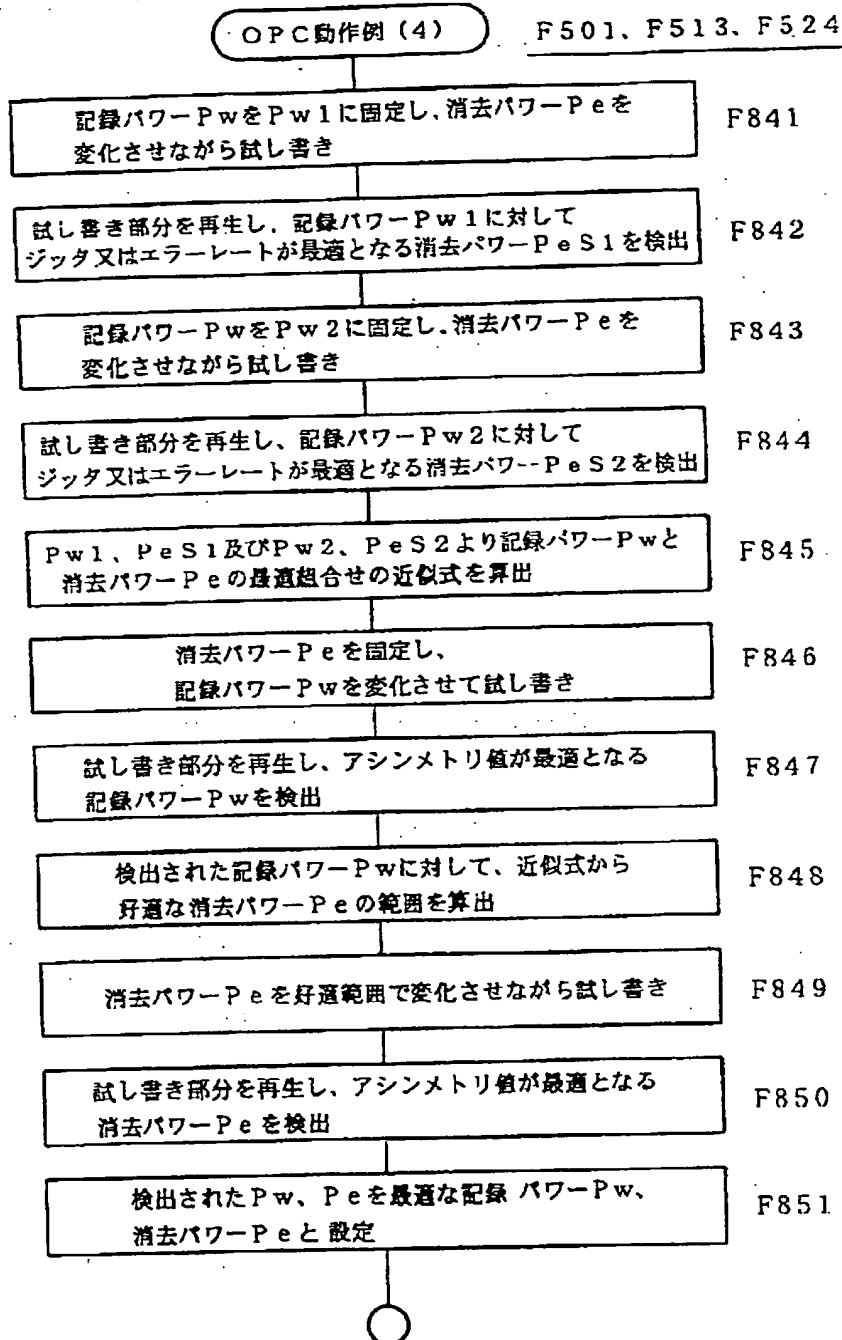 OPC動作例（4）
F501、F513、F524
記録パワーPwをPw1に固定し、消去パワーPeを
変化させながら試し書き
F841
試し書き部分を再生し、記録パワーPw1に対して
ジッタ又はエラーレートが最適となる消去パワーPeS1を検出
F842
記録パワーPwをPw2に固定し、消去パワーPeを
変化させながら試し書き
F843
試し書き部分を再生し、記録パワーPw2に対して
ジッタ又はエラーレートが最適となる消去パワーPeS2を検出
F844
Pw1、PeS1及びPw2、PeS2より記録パワーPwと
消去パワーPeの最適組合せの近似式を算出
F845
消去パワーPeを固定し、
記録パワーPwを変化させて試し書き
F846
試し書き部分を再生し、アシンメトリ値が最適となる
記録パワーPwを検出
F847
検出された記録パワーPwに対して、近似式から
好適な消去パワーPeの範囲を算出
F848
消去パワーPeを好適範囲で変化させながら試し書き
F849
試し書き部分を再生し、アシンメトリ値が最適となる
消去パワーPeを検出
F850
検出されたPw、Peを最適な記録 パワーPw、
消去パワーPeと 設定
F851